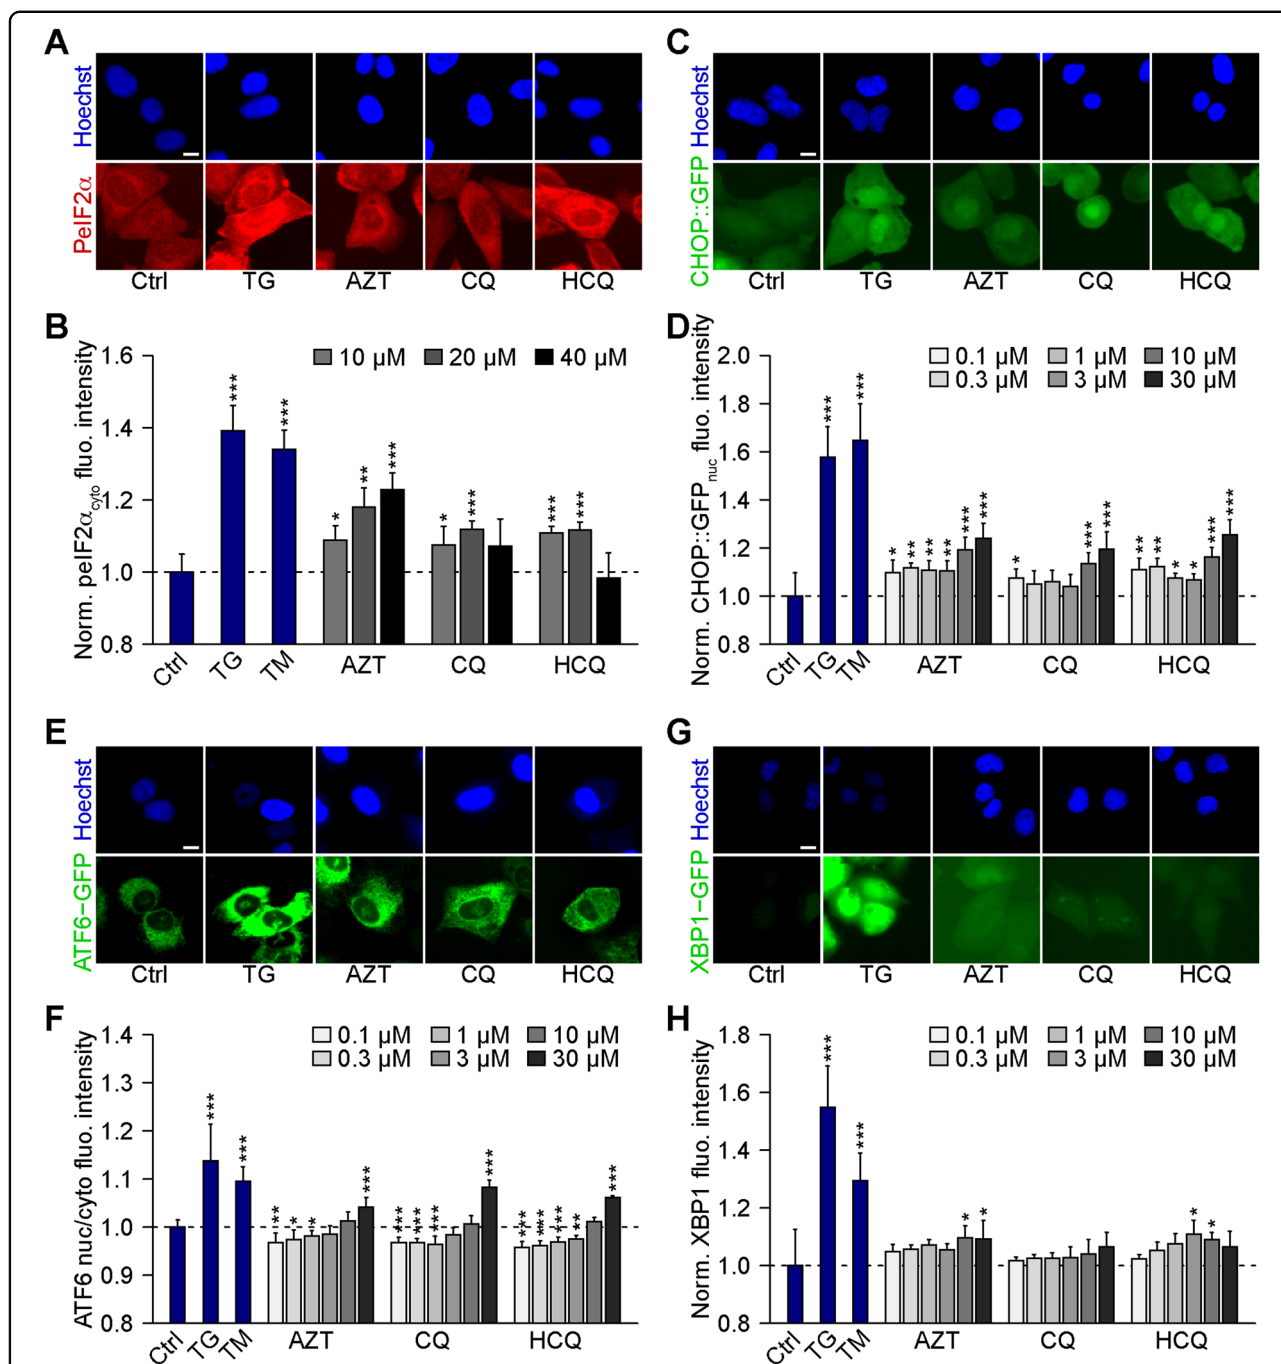 A
Hoechst
PeIF2α
Ctrl TG AZT CQ HCQ
C
Hoechst
CHOP::GFP
Ctrl TG AZT CQ HCQ
B
Norm. peIF2αcyto fluo. intensity
10 µM 20 µM 40 µM
1.6
1.4
1.2
1.0
0.8
*** *** * ** *** * *** *** ***
Ctrl TG TM AZT CQ HCQ
D
Norm. CHOP::GFPnuc fluo. intensity
0.1 µM 1 µM 10 µM
0.3 µM 3 µM 30 µM
2.0
1.8
1.6
1.4
1.2
1.0
0.8
*** *** * ** ** ** *** *** * *** *** ** ** * * *** ***
Ctrl TG TM AZT CQ HCQ
E
Hoechst
ATF6–GFP
Ctrl TG AZT CQ HCQ
G
Hoechst
XBP1–GFP
Ctrl TG AZT CQ HCQ
F
ATF6 nuc/cyto fluo. intensity
0.1 µM 1 µM 10 µM
0.3 µM 3 µM 30 µM
1.4
1.3
1.2
1.1
1.0
0.9
0.8
*** *** ** * * *** *** *** *** *** *** *** *** ** ***
Ctrl TG TM AZT CQ HCQ
H
Norm. XBP1 fluo. intensity
0.1 µM 1 µM 10 µM
0.3 µM 3 µM 30 µM
1.8
1.6
1.4
1.2
1.0
0.8
*** *** * * * *
Ctrl TG TM AZT CQ HCQ